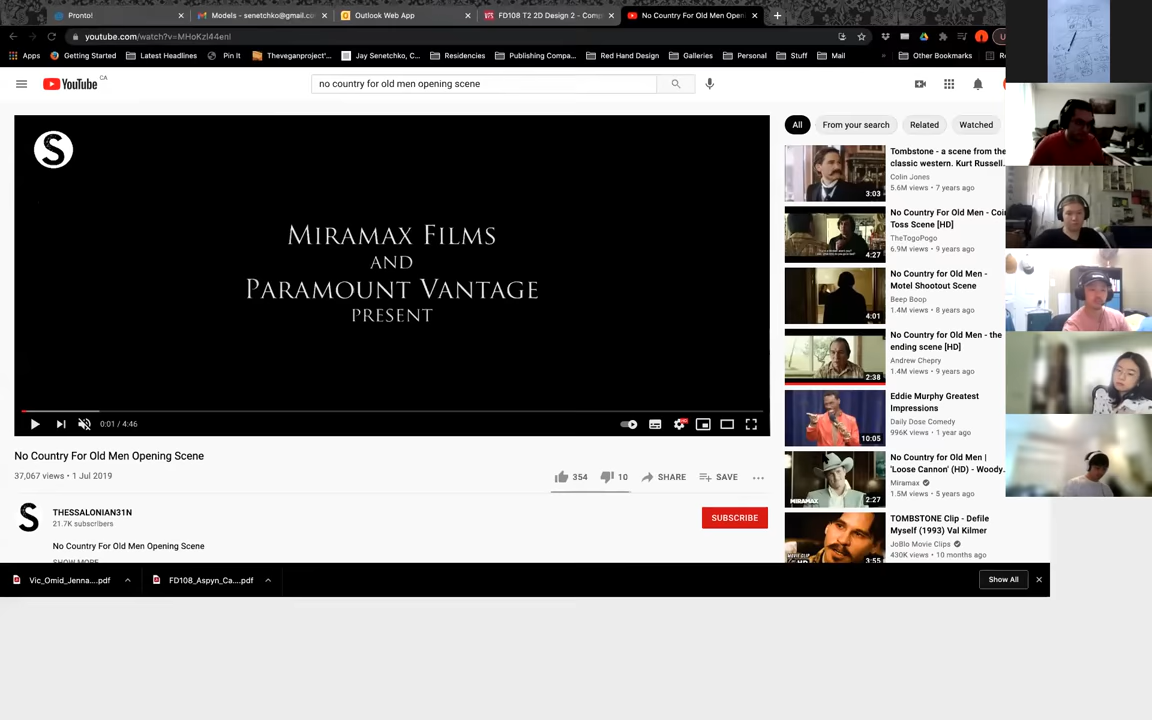 Pronto!
Models - senetchko@gmail.co
Outlook Web App
FD108 T2 2D Design 2 - Comp
No Country For Old Men Openi
youtube.com/watch?v=MHoKzl44enI
Apps
Getting Started
Latest Headlines
Pin It
Theveganproject'...
Jay Senetchko, C...
Residencies
Publishing Compa...
Red Hand Design
Galleries
Personal
Stuff
Mail
Other Bookmarks
YouTube CA
no country for old men opening scene
S
Miramax Films
and
Paramount Vantage
present
0:01 / 4:46
No Country For Old Men Opening Scene
37,067 views • 1 Jul 2019
354
10
SHARE
SAVE
THESSALONIAN31N
21.7K subscribers
SUBSCRIBE
No Country For Old Men Opening Scene
SHOW MORE
All
From your search
Related
Watched
Tombstone - a scene from the
classic western. Kurt Russell.
Colin Jones
5.6M views • 7 years ago
3:03
No Country For Old Men - Coin
Toss Scene [HD]
TheTogoPogo
6.9M views • 9 years ago
4:27
No Country for Old Men -
Motel Shootout Scene
Beep Boop
1.4M views • 8 years ago
4:01
No Country for Old Men - the
ending scene [HD]
Andrew Chepry
1.4M views • 9 years ago
2:38
Eddie Murphy Greatest
Impressions
Daily Dose Comedy
996K views • 1 year ago
10:05
No Country for Old Men |
'Loose Cannon' (HD) - Woody
Miramax
1.5M views • 5 years ago
MIRAMAX
2:27
TOMBSTONE Clip - Defile
Myself (1993) Val Kilmer
JoBlo Movie Clips
430K views • 10 months ago
3:55
Vic_Omid_Jenna....pdf
FD108_Aspyn_Ca....pdf
Show All